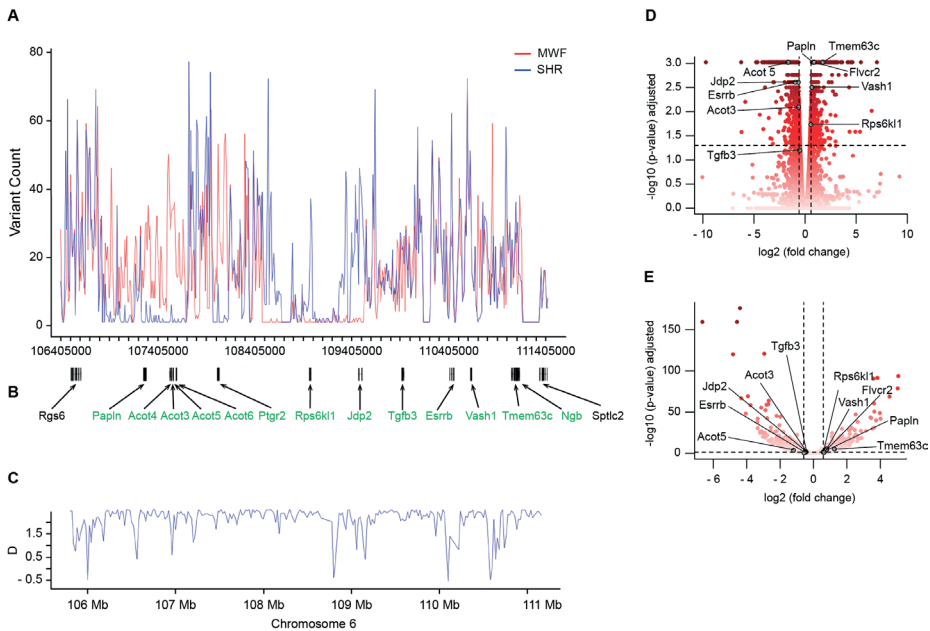 A
80
60
40
20
0
Variant Count
MWF
SHR
106405000
107405000
108405000
109405000
110405000
111405000
B
Rgs6
Papln
Acot4
Acot3
Acot5
Acot6
Ptgr2
Rps6kl1
Jdp2
Tgfb3
Esrrb
Vash1
Tmem63c
Ngb
Sptlc2
C
D
1.5
0.5
- 0.5
106 Mb
107 Mb
108 Mb
109 Mb
110 Mb
111 Mb
Chromosome 6
D
-log10 (p-value) adjusted
3.0
2.5
2.0
1.5
1.0
0.5
0.0
Papln
Tmem63c
Acot 5
Flvcr2
Jdp2
Vash1
Esrrb
Acot3
Rps6kl1
Tgfb3
- 10
- 5
0
5
10
log2 (fold change)
E
-log10 (p-value) adjusted
150
100
50
0
Tgfb3
Acot3
Rps6kl1
Jdp2
Flvcr2
Esrrb
Vash1
Papln
Acot5
Tmem63c
- 6
- 4
- 2
0
2
4
6
log2 (fold change)